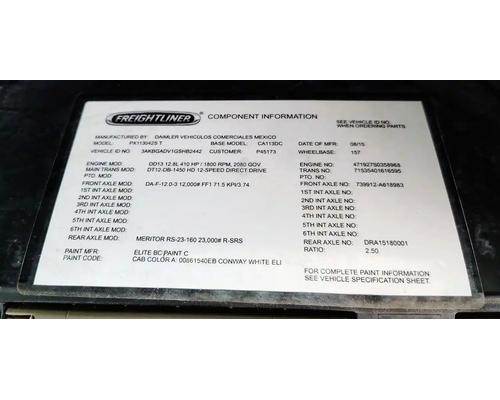 FREIGHTLINER COMPONENT INFORMATION
SEE VEHICLE ID NO.
WHEN ORDERING PARTS
MANUFACTURED BY: DAIMLER VEHICULOS COMERCIALES MEXICO
MODEL: PX113042S T BASE MODEL: CA113DC DATE OF MFR: 08/15
VEHICLE ID NO: 3AKBGADV1GSHB2442 CUSTOMER: P45173 WHEELBASE: 157
ENGINE MOD: DD13 12.8L 410 HP / 1800 RPM, 2080 GOV ENGINE NO: 471927S0358968
MAIN TRANS MOD: DT12-DB-1450 HD 12-SPEED DIRECT DRIVE TRANS NO: 71535401616595
PTO. MOD: PTO. NO:
FRONT AXLE MOD: DA-F-12.0-3 12,000# FF1 71.5 KPI/3.74 FRONT AXLE NO: 739912-A618983
1ST INT AXLE MOD: 1ST INT AXLE NO:
2ND INT AXLE MOD: 2ND INT AXLE NO:
3RD INT AXLE MOD: 3RD INT AXLE NO:
4TH INT AXLE MOD: 4TH INT AXLE NO:
5TH INT AXLE MOD: 5TH INT AXLE NO:
6TH INT AXLE MOD: 6TH INT AXLE NO:
REAR AXLE MOD: MERITOR RS-23-160 23,000# R-SRS REAR AXLE NO: DRA15180001
RATIO: 2.50
PAINT MFR: ELITE BC PAINT C
PAINT CODE: CAB COLOR A: 00861540EB CONWAY WHITE ELI
FOR COMPLETE PAINT INFORMATION
SEE VEHICLE SPECIFICATION SHEET.